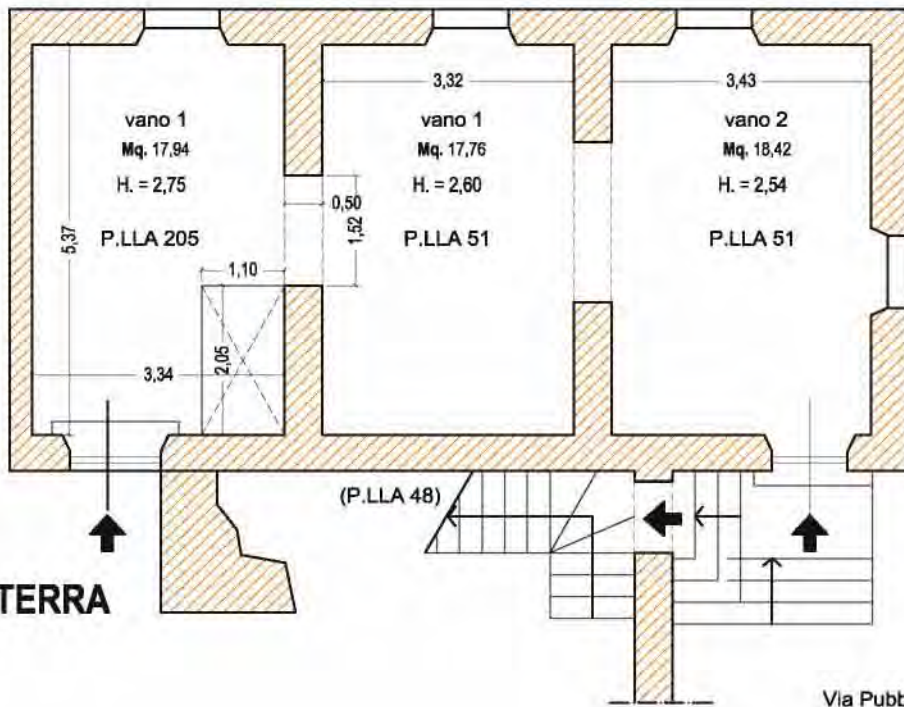 3,32
3,43
vano 1
Mq. 17,94
H. = 2,75
P.LLA 205
vano 1
Mq. 17,76
H. = 2,60
P.LLA 51
vano 2
Mq. 18,42
H. = 2,54
P.LLA 51
5,37
0,50
1,52
1,10
2,05
3,34
(P.LLA 48)
TERRA
Via Pubb